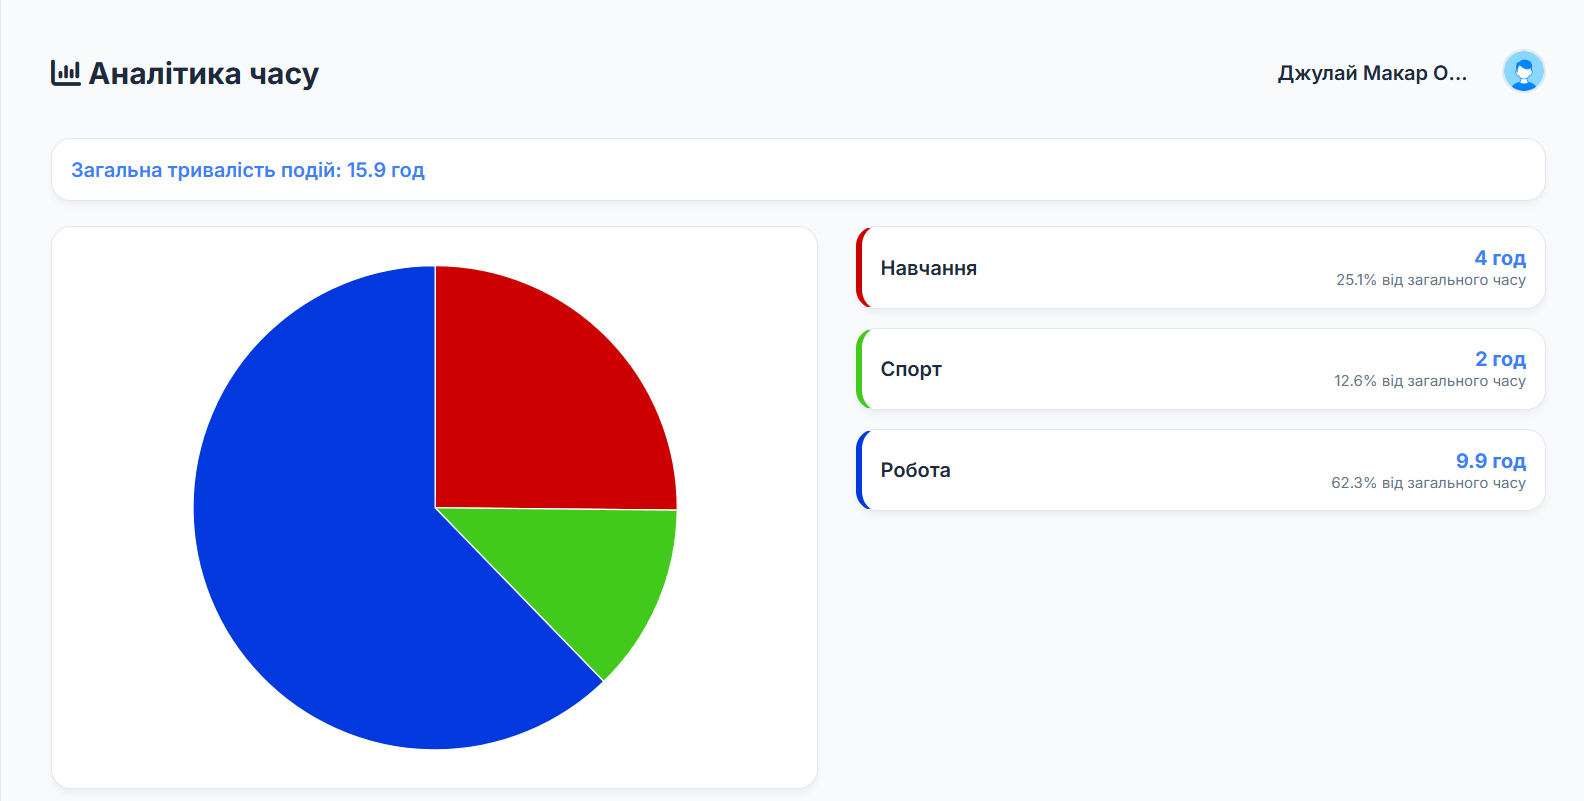 Аналітика часу
Джулай Макар О...
Загальна тривалість подій: 15.9 год
Навчання
4 год
25.1% від загального часу
Спорт
2 год
12.6% від загального часу
Робота
9.9 год
62.3% від загального часу